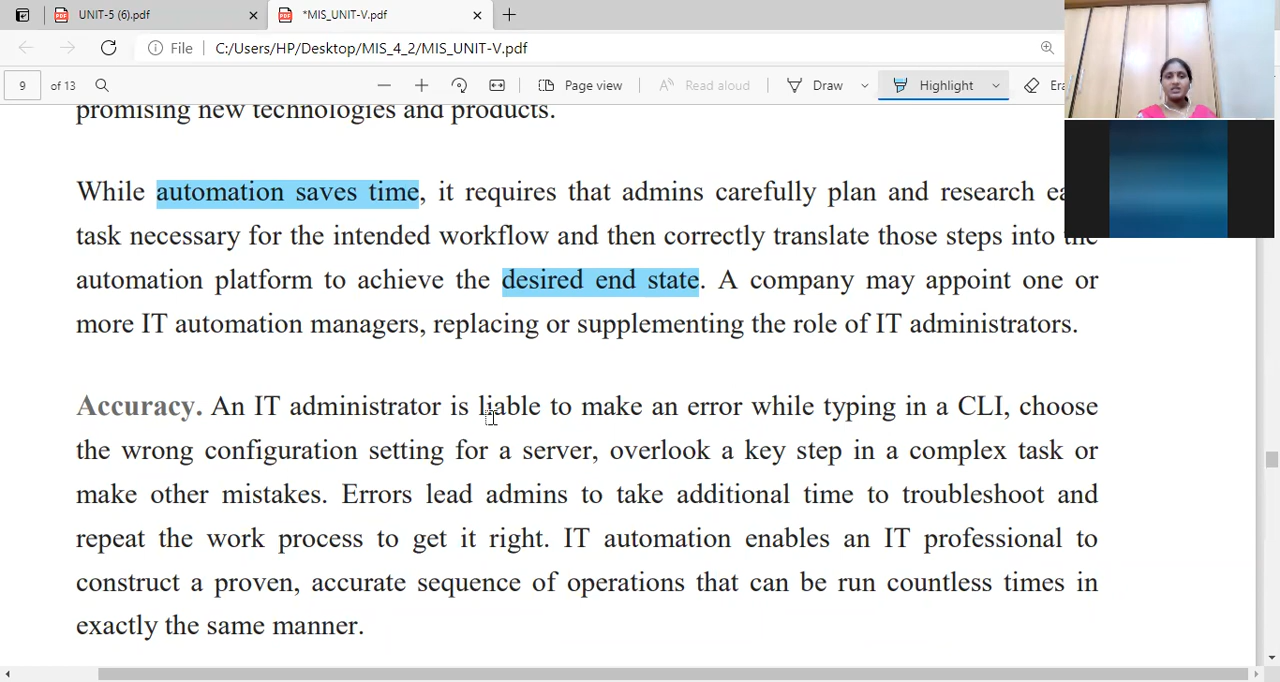 UNIT-5 (6).pdf
*MIS_UNIT-V.pdf
File | C:/Users/HP/Desktop/MIS_4_2/MIS_UNIT-V.pdf
9 of 13
Page view
Read aloud
Draw
Highlight
promising new technologies and products.
While automation saves time, it requires that admins carefully plan and research
task necessary for the intended workflow and then correctly translate those steps into the
automation platform to achieve the desired end state. A company may appoint one or
more IT automation managers, replacing or supplementing the role of IT administrators.
Accuracy. An IT administrator is liable to make an error while typing in a CLI, choose
the wrong configuration setting for a server, overlook a key step in a complex task or
make other mistakes. Errors lead admins to take additional time to troubleshoot and
repeat the work process to get it right. IT automation enables an IT professional to
construct a proven, accurate sequence of operations that can be run countless times in
exactly the same manner.